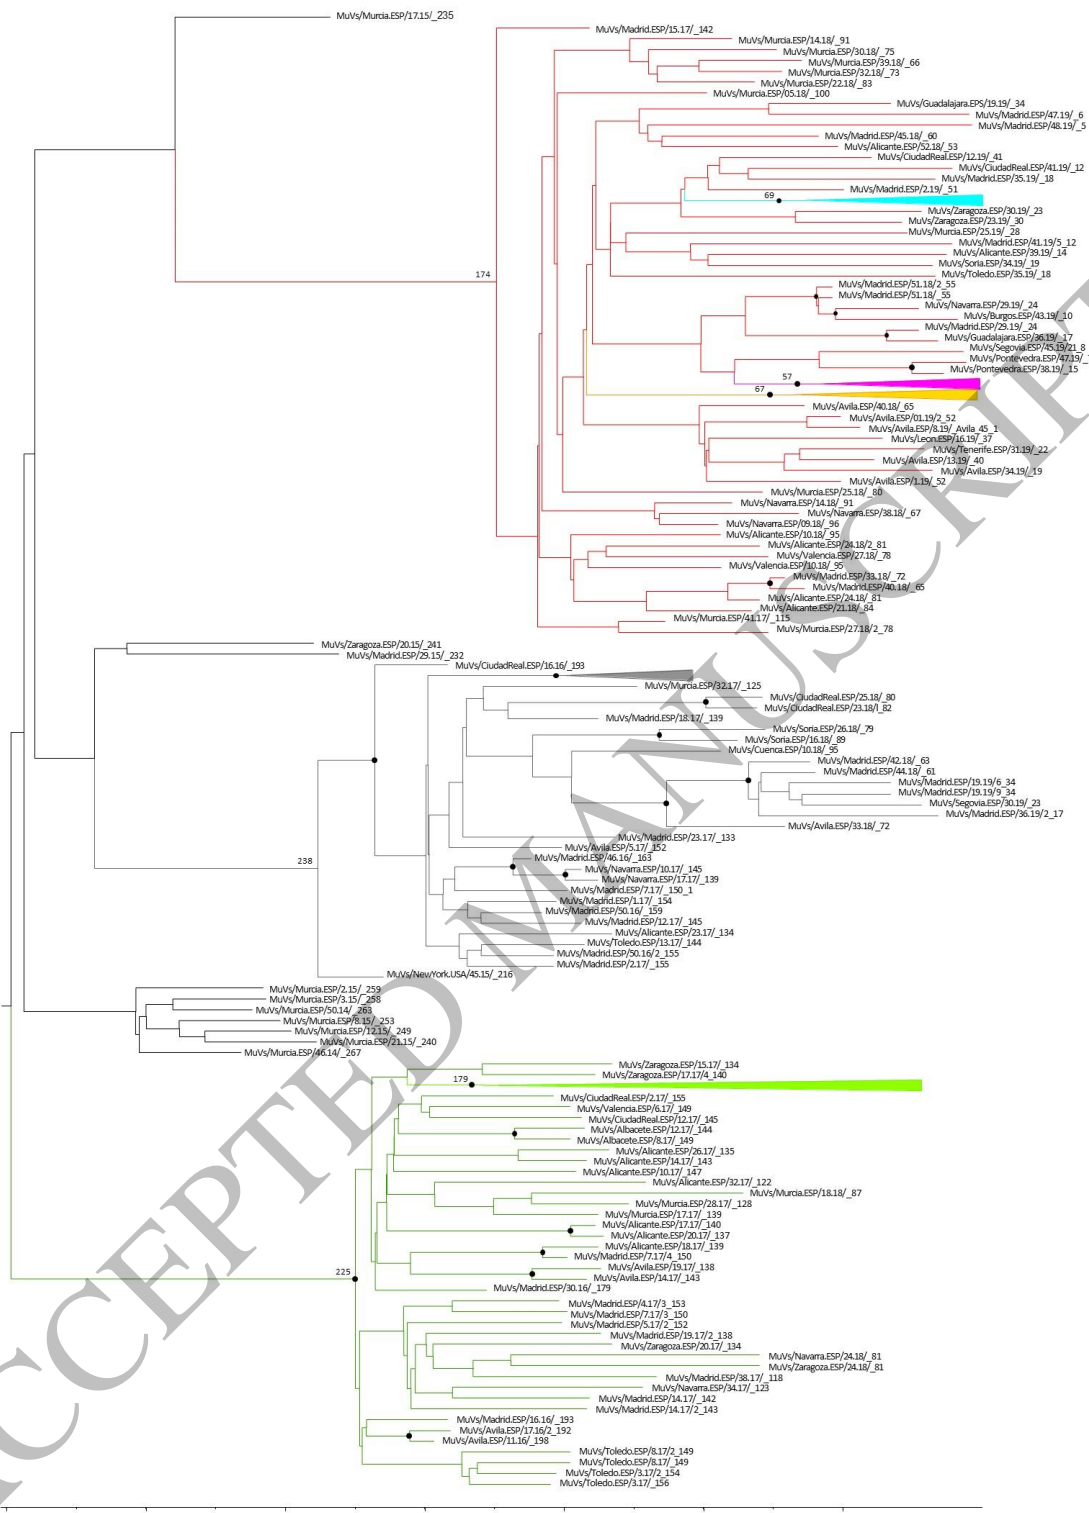 MuVs/Murcia.ESP/17.15/_235
MuVs/Madrid.ESP/15.17/_142
MuVs/Murcia.ESP/14.18/_91
MuVs/Murcia.ESP/30.18/_75
MuVs/Murcia.ESP/39.18/_66
MuVs/Murcia.ESP/32.18/_73
MuVs/Murcia.ESP/22.18/_83
MuVs/Murcia.ESP/05.18/_100
MuVs/Guadalajara.EPS/19.19/_34
MuVs/Madrid.ESP/47.19/_6
MuVs/Madrid.ESP/48.19/_5
MuVs/Madrid.ESP/45.18/_60
MuVs/Alicante.ESP/52.18/_53
MuVs/CiudadReal.ESP/12.19/_41
MuVs/CiudadReal.ESP/41.19/_12
MuVs/Madrid.ESP/35.19/_18
MuVs/Madrid.ESP/2.19/_51
69
MuVs/Zaragoza.ESP/30.19/_23
MuVs/Zaragoza.ESP/23.19/_30
MuVs/Murcia.ESP/25.19/_28
MuVs/Madrid.ESP/41.19/5_12
MuVs/Alicante.ESP/39.19/_14
MuVs/Soria.ESP/34.19/_19
174
MuVs/Toledo.ESP/35.19/_18
MuVs/Madrid.ESP/51.18/2_55
MuVs/Madrid.ESP/51.18/_55
MuVs/Navarra.ESP/29.19/_24
MuVs/Burgos.ESP/43.19/_10
MuVs/Madrid.ESP/29.19/_24
MuVs/Guadalajara.ESP/36.19/_17
MuVs/Segovia.ESP/45.19/21_8
MuVs/Pontevedra.ESP/47.19/_
MuVs/Pontevedra.ESP/38.19/_15
57
67
MuVs/Avila.ESP/40.18/_65
MuVs/Avila.ESP/01.19/2_52
MuVs/Avila.ESP/8.19/_Avila_45_1
MuVs/Leon.ESP/16.19/_37
MuVs/Tenerife.ESP/31.19/_22
MuVs/Avila.ESP/13.19/_40
MuVs/Avila.ESP/34.19/_19
MuVs/Avila.ESP/1.19/_52
MuVs/Murcia.ESP/25.18/_80
MuVs/Navarra.ESP/14.18/_91
MuVs/Navarra.ESP/38.18/_67
MuVs/Navarra.ESP/09.18/_96
MuVs/Alicante.ESP/10.18/_95
MuVs/Alicante.ESP/24.18/2_81
MuVs/Valencia.ESP/27.18/_78
MuVs/Valencia.ESP/10.18/_95
MuVs/Madrid.ESP/33.18/_72
MuVs/Madrid.ESP/40.18/_65
MuVs/Alicante.ESP/24.18/_81
MuVs/Alicante.ESP/21.18/_84
MuVs/Murcia.ESP/41.17/_115
MuVs/Murcia.ESP/27.18/2_78
MuVs/Zaragoza.ESP/20.15/_241
MuVs/Madrid.ESP/29.15/_232
MuVs/CiudadReal.ESP/16.16/_193
MuVs/Murcia.ESP/32.17/_125
MuVs/CiudadReal.ESP/25.18/_80
MuVs/CiudadReal.ESP/23.18/l_82
MuVs/Madrid.ESP/18.17/_139
MuVs/Soria.ESP/26.18/_79
MuVs/Soria.ESP/16.18/_89
MuVs/Cuenca.ESP/10.18/_95
MuVs/Madrid.ESP/42.18/_63
MuVs/Madrid.ESP/44.18/_61
MuVs/Madrid.ESP/19.19/6_34
MuVs/Madrid.ESP/19.19/9_34
MuVs/Segovia.ESP/30.19/_23
MuVs/Madrid.ESP/36.19/2_17
MuVs/Avila.ESP/33.18/_72
MuVs/Madrid.ESP/23.17/_133
MuVs/Avila.ESP/5.17/_152
MuVs/Madrid.ESP/46.16/_163
238
MuVs/Navarra.ESP/10.17/_145
MuVs/Navarra.ESP/17.17/_139
MuVs/Madrid.ESP/7.17/_150_1
MuVs/Madrid.ESP/1.17/_154
MuVs/Madrid.ESP/50.16/_159
MuVs/Madrid.ESP/12.17/_145
MuVs/Alicante.ESP/23.17/_134
MuVs/Toledo.ESP/13.17/_144
MuVs/Madrid.ESP/50.16/2_155
MuVs/Madrid.ESP/2.17/_155
MuVs/NewYork.USA/45.15/_216
MuVs/Murcia.ESP/2.15/_259
MuVs/Murcia.ESP/3.15/_258
MuVs/Murcia.ESP/50.14/_263
MuVs/Murcia.ESP/8.15/_253
MuVs/Murcia.ESP/12.15/_249
MuVs/Murcia.ESP/21.15/_240
MuVs/Murcia.ESP/46.14/_267
MuVs/Zaragoza.ESP/15.17/_134
MuVs/Zaragoza.ESP/17.17/4_140
179
MuVs/CiudadReal.ESP/2.17/_155
MuVs/Valencia.ESP/6.17/_149
MuVs/CiudadReal.ESP/12.17/_145
MuVs/Albacete.ESP/12.17/_144
MuVs/Albacete.ESP/8.17/_149
MuVs/Alicante.ESP/26.17/_135
MuVs/Alicante.ESP/14.17/_143
MuVs/Alicante.ESP/10.17/_147
MuVs/Alicante.ESP/32.17/_122
MuVs/Murcia.ESP/18.18/_87
MuVs/Murcia.ESP/28.17/_128
MuVs/Murcia.ESP/17.17/_139
MuVs/Alicante.ESP/17.17/_140
MuVs/Alicante.ESP/20.17/_137
MuVs/Alicante.ESP/18.17/_139
MuVs/Madrid.ESP/7.17/4_150
MuVs/Avila.ESP/19.17/_138
225
MuVs/Avila.ESP/14.17/_143
MuVs/Madrid.ESP/30.16/_179
MuVs/Madrid.ESP/4.17/3_153
MuVs/Madrid.ESP/7.17/3_150
MuVs/Madrid.ESP/5.17/2_152
MuVs/Madrid.ESP/19.17/2_138
MuVs/Zaragoza.ESP/20.17/_134
MuVs/Navarra.ESP/24.18/_81
MuVs/Zaragoza.ESP/24.18/_81
MuVs/Madrid.ESP/38.17/_118
MuVs/Navarra.ESP/34.17/_123
MuVs/Madrid.ESP/14.17/_142
MuVs/Madrid.ESP/14.17/2_143
MuVs/Madrid.ESP/16.16/_193
MuVs/Avila.ESP/17.16/2_192
MuVs/Avila.ESP/11.16/_198
MuVs/Toledo.ESP/8.17/2_149
MuVs/Toledo.ESP/8.17/_149
MuVs/Toledo.ESP/3.17/2_154
MuVs/Toledo.ESP/3.17/_156
CCEPTED MANUSCRIPT